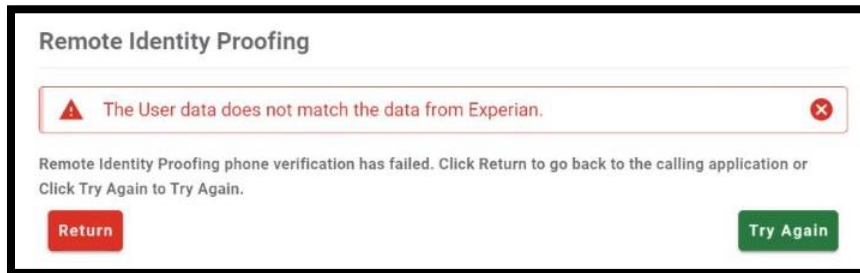 Remote Identity Proofing
The User data does not match the data from Experian.
Remote Identity Proofing phone verification has failed. Click Return to go back to the calling application or
Click Try Again to Try Again.
Return
Try Again